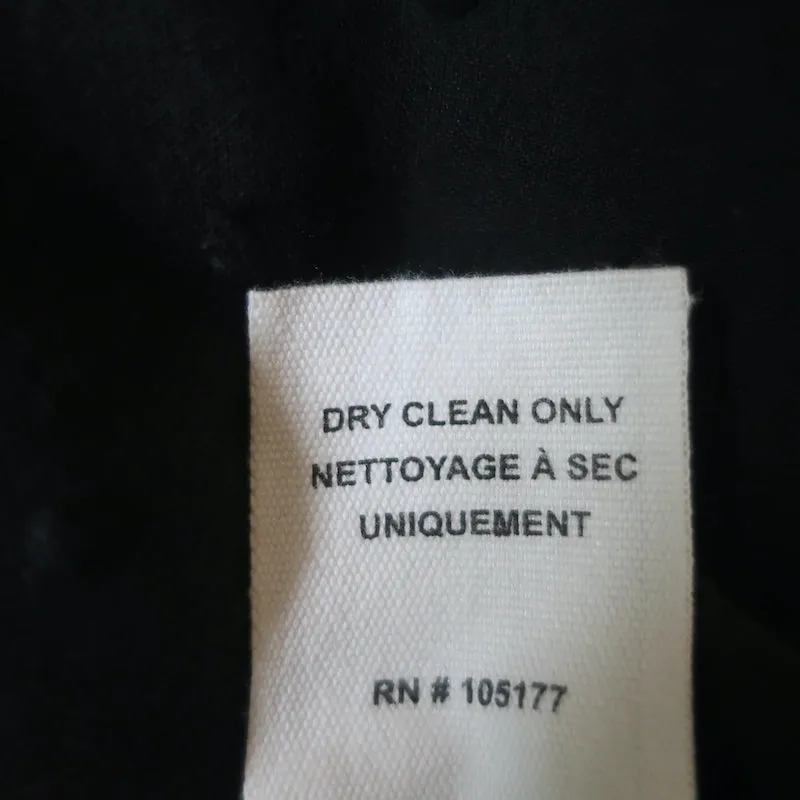 DRY CLEAN ONLY
NETTOYAGE À SEC
UNIQUEMENT
RN # 105177